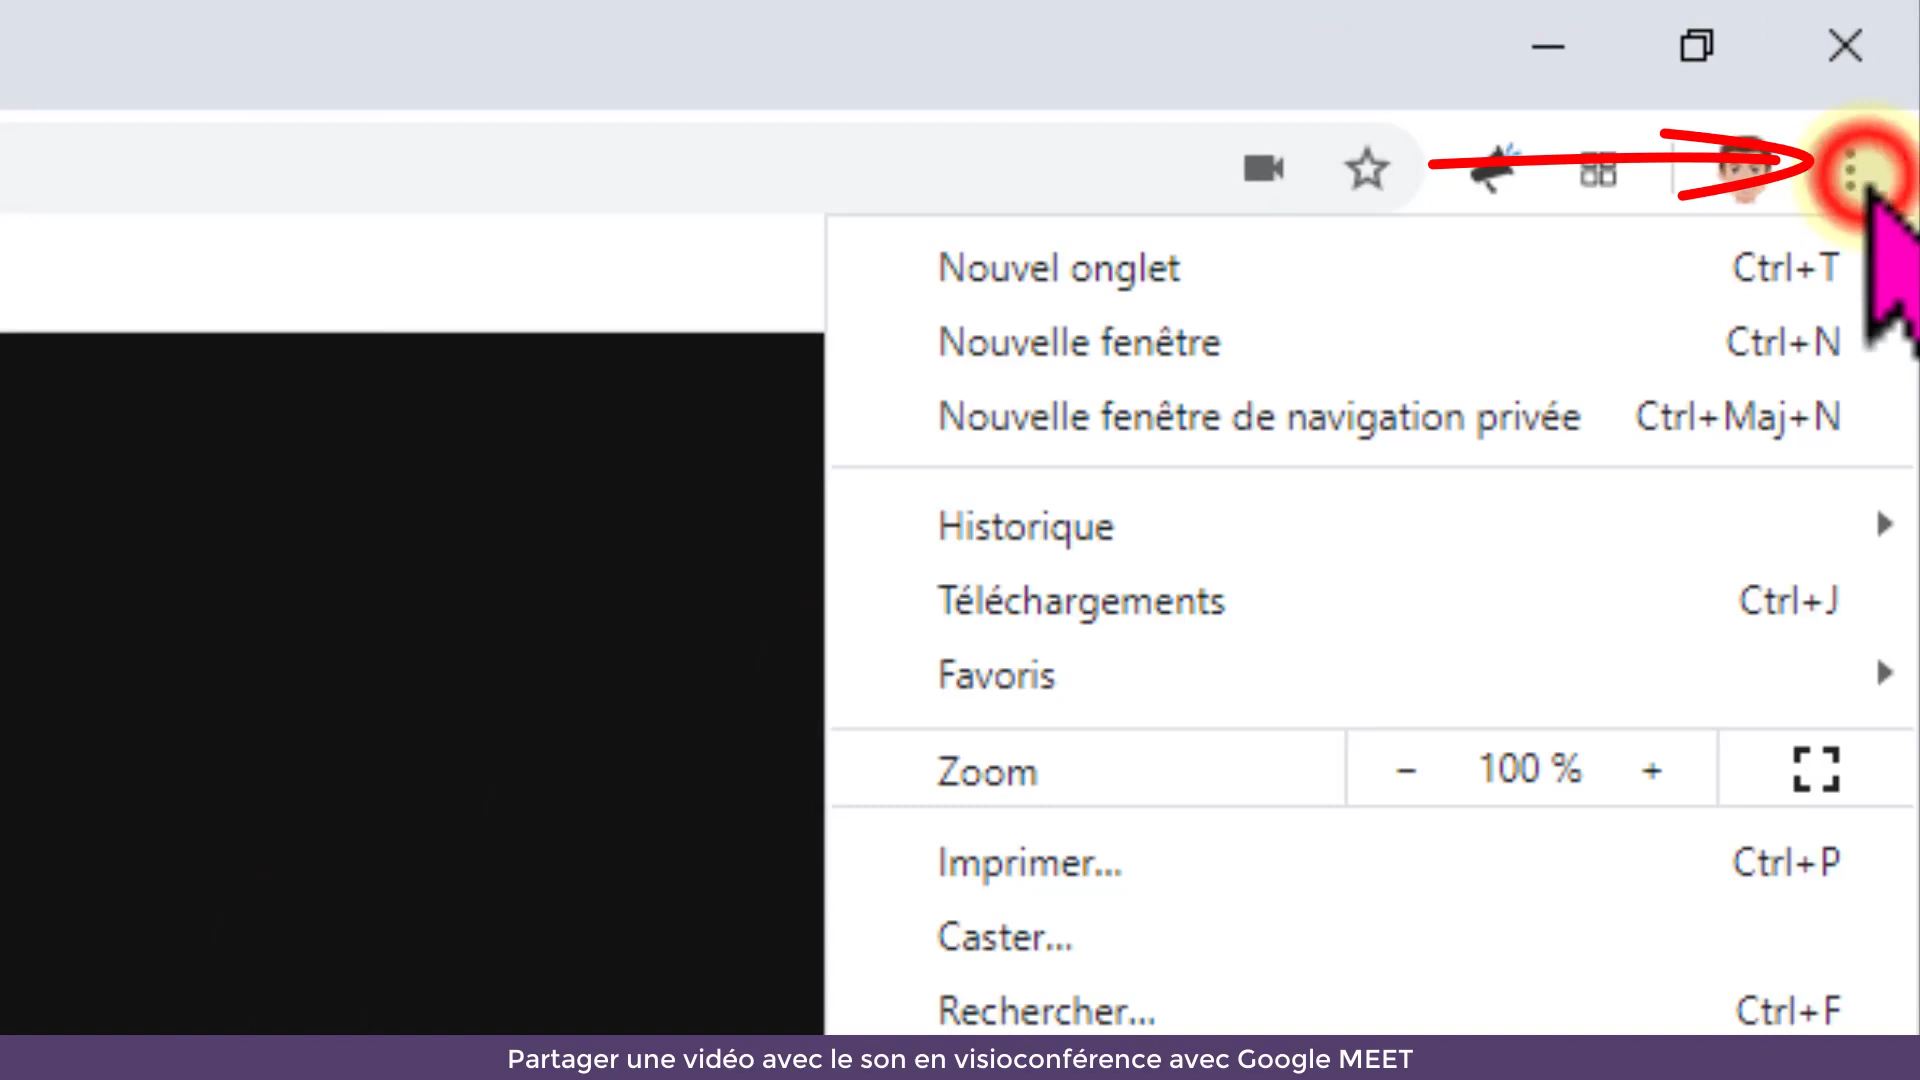 Nouvel onglet Ctrl+T
Nouvelle fenêtre Ctrl+N
Nouvelle fenêtre de navigation privée Ctrl+Maj+N
Historique
Téléchargements Ctrl+J
Favoris
Zoom - 100 % +
Imprimer... Ctrl+P
Caster...
Rechercher... Ctrl+F
Partager une vidéo avec le son en visioconférence avec Google MEET